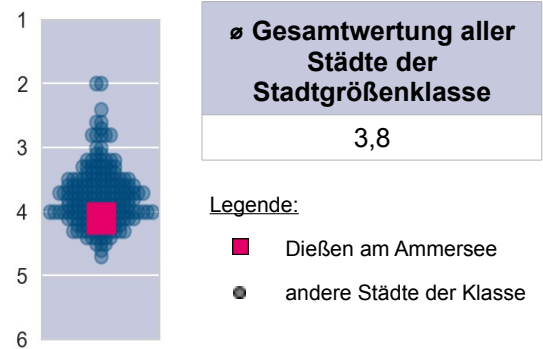 1
2
3
4
5
6
ø Gesamtwertung aller
Städte der
Stadtgrößenklasse
3,8
Legende:
Dießen am Ammersee
andere Städte der Klasse